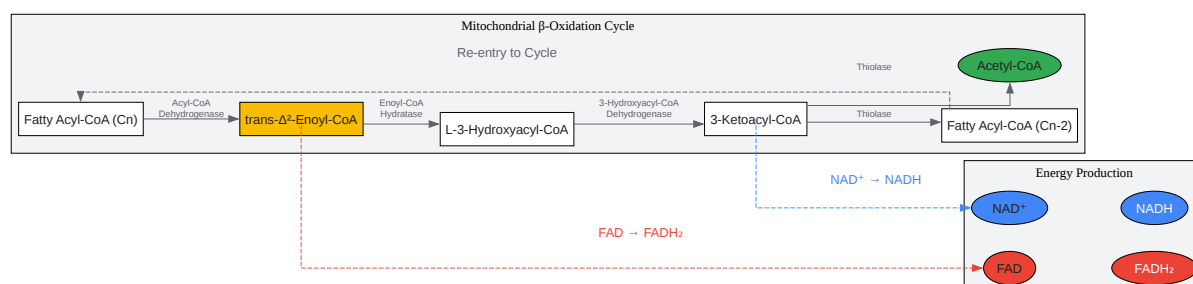 Mitochondrial β-Oxidation Cycle
Re-entry to Cycle
Thiolase
Acetyl-CoA
Fatty Acyl-CoA (Cn)
Acyl-CoA
Dehydrogenase
trans-Δ²-Enoyl-CoA
Enoyl-CoA
Hydratase
L-3-Hydroxyacyl-CoA
3-Hydroxyacyl-CoA
Dehydrogenase
3-Ketoacyl-CoA
Thiolase
Fatty Acyl-CoA (Cn-2)
Energy Production
NAD⁺ → NADH
NAD⁺
NADH
FAD → FADH₂
FAD
FADH₂